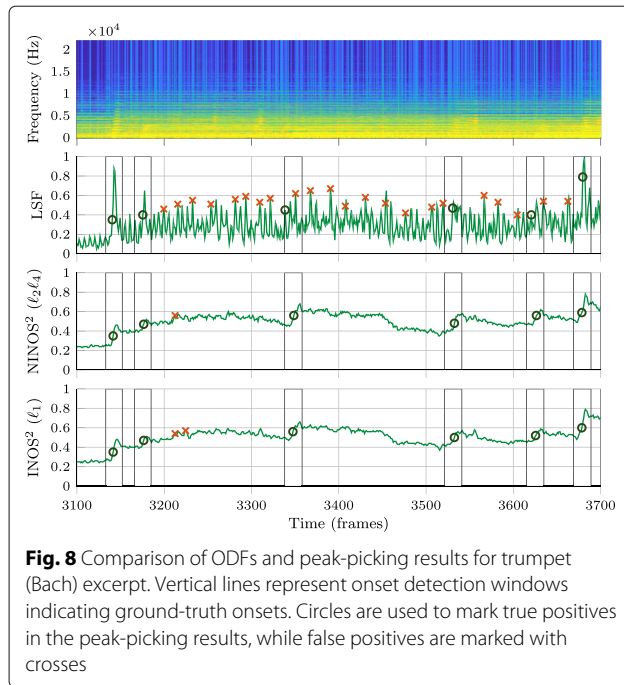 ×10⁴
Frequency (Hz)
2
1.5
1
0.5
0
LSF
1
0.8
0.6
0.4
0.2
0
NINOS² (ℓ₂ℓ₄)
1
0.8
0.6
0.4
0.2
0
INOS² (ℓ₁)
1
0.8
0.6
0.4
0.2
0
3100 3200 3300 3400 3500 3600 3700
Time (frames)
Fig. 8 Comparison of ODFs and peak-picking results for trumpet
(Bach) excerpt. Vertical lines represent onset detection windows
indicating ground-truth onsets. Circles are used to mark true positives
in the peak-picking results, while false positives are marked with
crosses